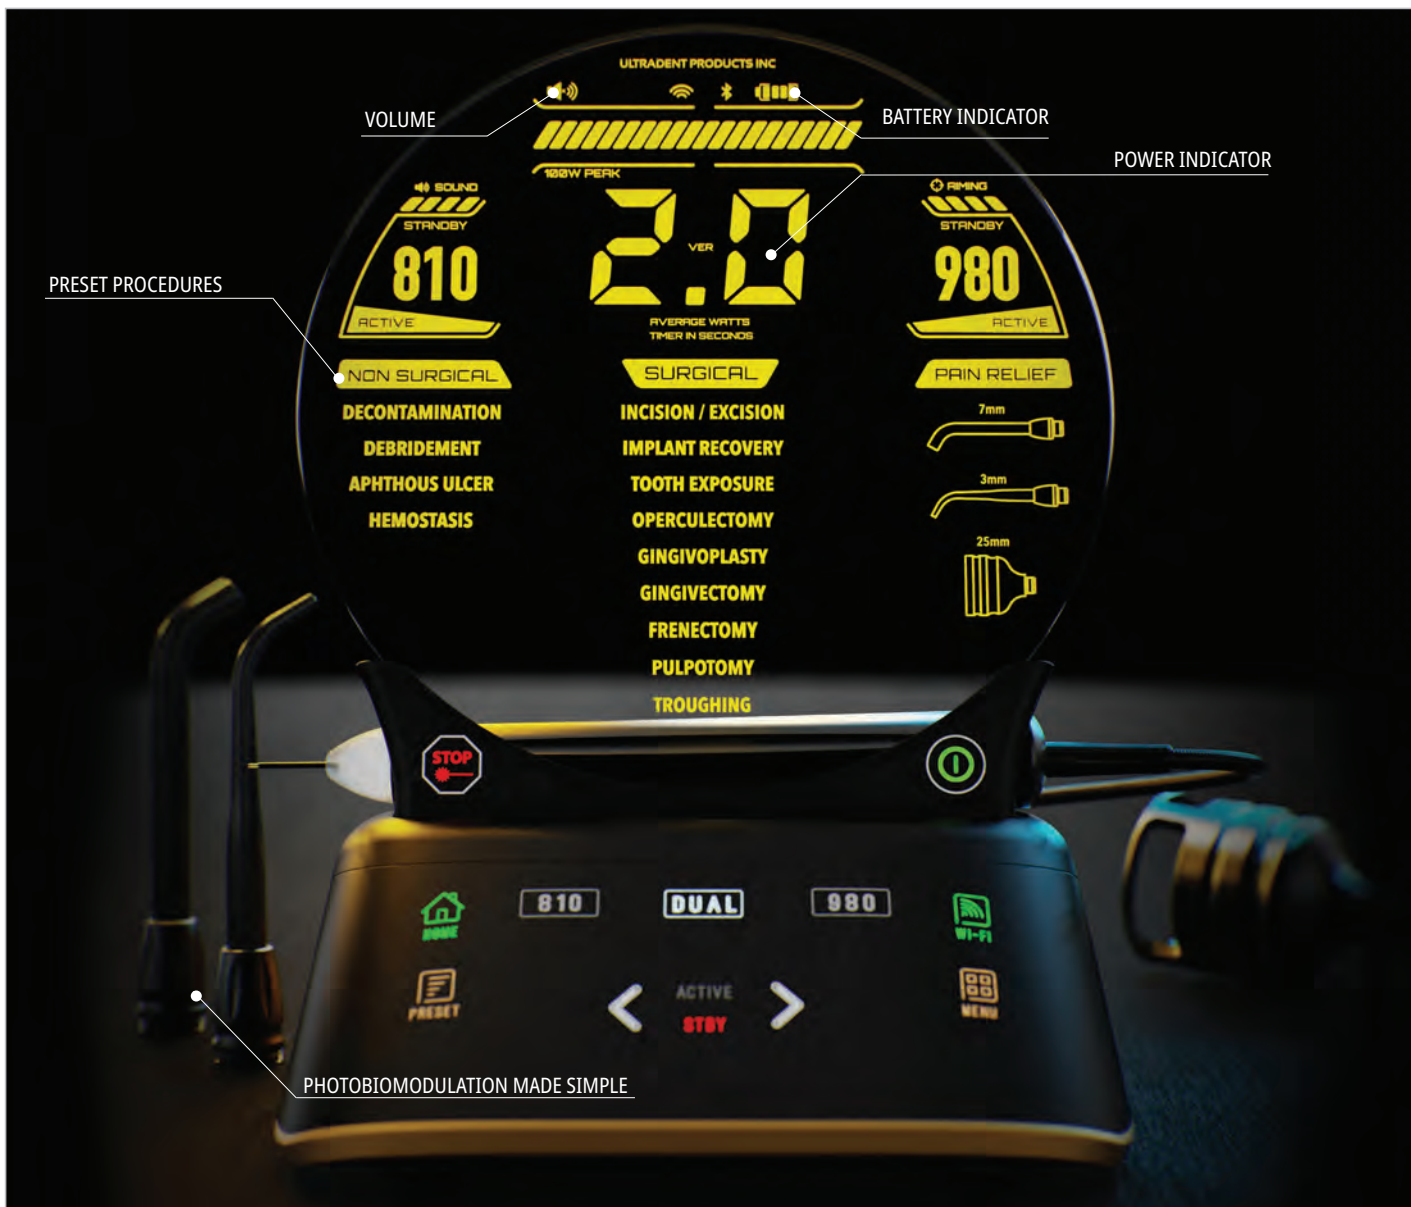 ULTRADENT PRODUCTS INC
VOLUME
BATTERY INDICATOR
POWER INDICATOR
100W PEAK
SOUND
STANDBY
810
ACTIVE
2.0
VER
AVERAGE WATTS
TIMER IN SECONDS
AIMING
STANDBY
980
ACTIVE
PRESET PROCEDURES
NON SURGICAL
DECONTAMINATION
DEBRIDEMENT
APHTHOUS ULCER
HEMOSTASIS
SURGICAL
INCISION / EXCISION
IMPLANT RECOVERY
TOOTH EXPOSURE
OPERCULECTOMY
GINGIVOPLASTY
GINGIVECTOMY
FRENECTOMY
PULPOTOMY
TROUGHING
PAIN RELIEF
7mm
3mm
25mm
STOP
HOME
810
DUAL
980
WI-FI
PRESET
ACTIVE
STBY
MENU
PHOTOBIOMODULATION MADE SIMPLE